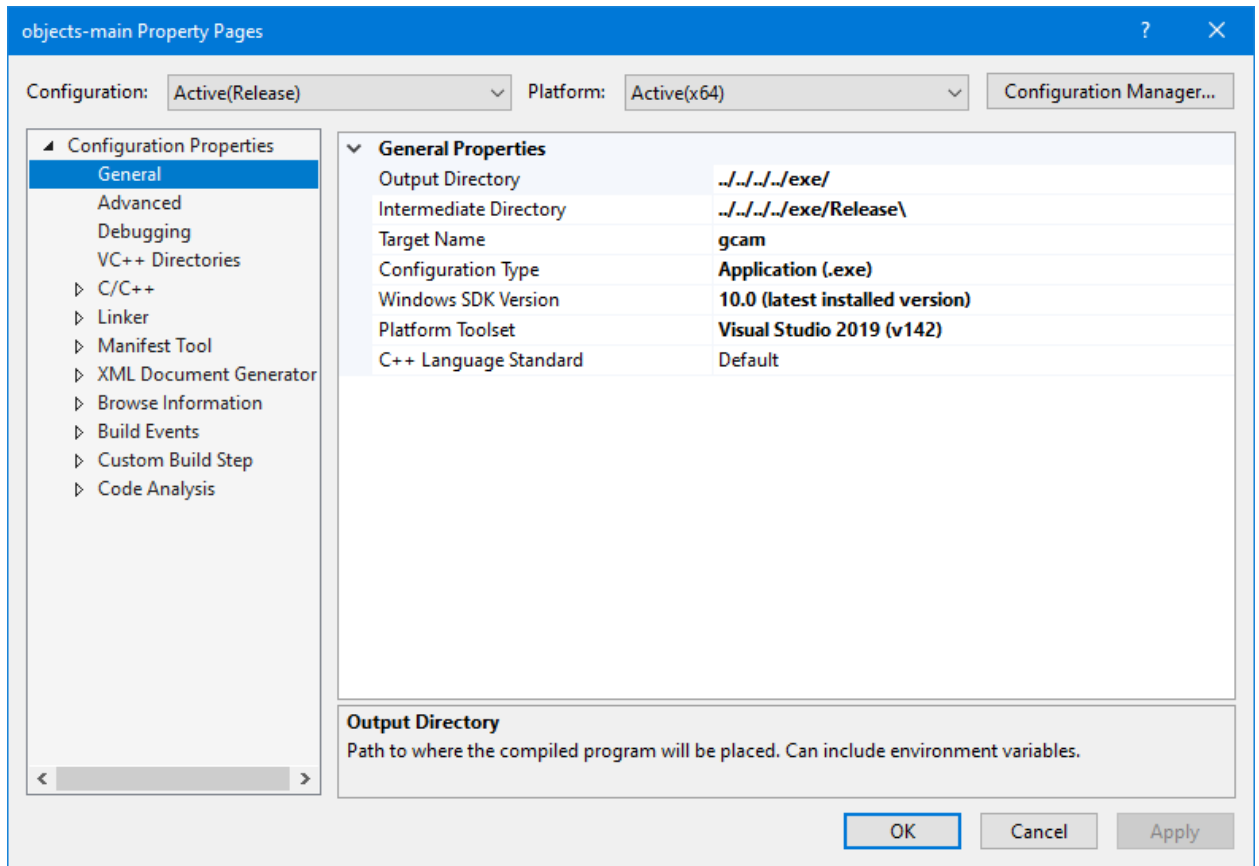 objects-main Property Pages
?
Configuration: Active(Release) Platform: Active(x64) Configuration Manager...
Configuration Properties
General
Advanced
Debugging
VC++ Directories
C/C++
Linker
Manifest Tool
XML Document Generator
Browse Information
Build Events
Custom Build Step
Code Analysis
General Properties
Output Directory ../../../../exe/
Intermediate Directory ../../../../exe/Release\
Target Name gcam
Configuration Type Application (.exe)
Windows SDK Version 10.0 (latest installed version)
Platform Toolset Visual Studio 2019 (v142)
C++ Language Standard Default
Output Directory
Path to where the compiled program will be placed. Can include environment variables.
OK Cancel Apply